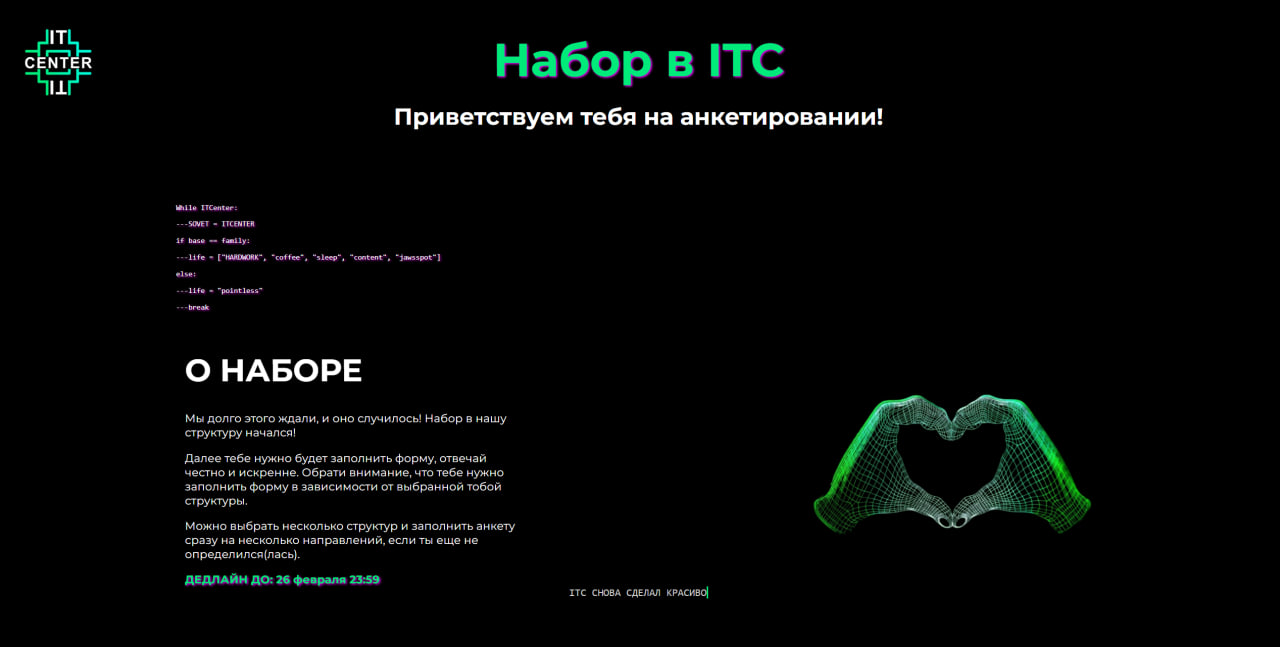 IT
CENTER
IT
Набор в ITC
Приветствуем тебя на анкетировании!
While ITCenter:
---SOVET = ITCENTER
if base == family:
---life = ["HARDWORK", "coffee", "sleep", "content", "jawsspot"]
else:
---life = "pointless"
---break
О НАБОРЕ
Мы долго этого ждали, и оно случилось! Набор в нашу
структуру начался!
Далее тебе нужно будет заполнить форму, отвечай
честно и искренне. Обрати внимание, что тебе нужно
заполнить форму в зависимости от выбранной тобой
структуры.
Можно выбрать несколько структур и заполнить анкету
сразу на несколько направлений, если ты еще не
определился(лась).
ДЕДЛАЙН ДО: 26 февраля 23:59
ITC СНОВА СДЕЛАЛ КРАСИВО